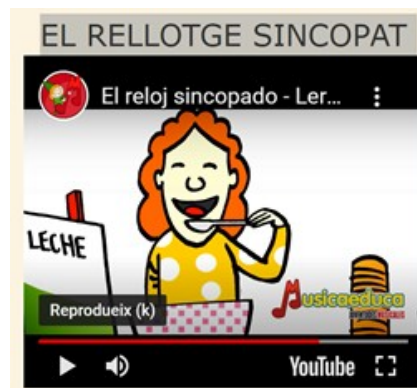 EL RELLOTGE SINCOPAT
El reloj sincopado - Ler...
LECHE
Musicaeduca
Reprodueix (k)
YouTube